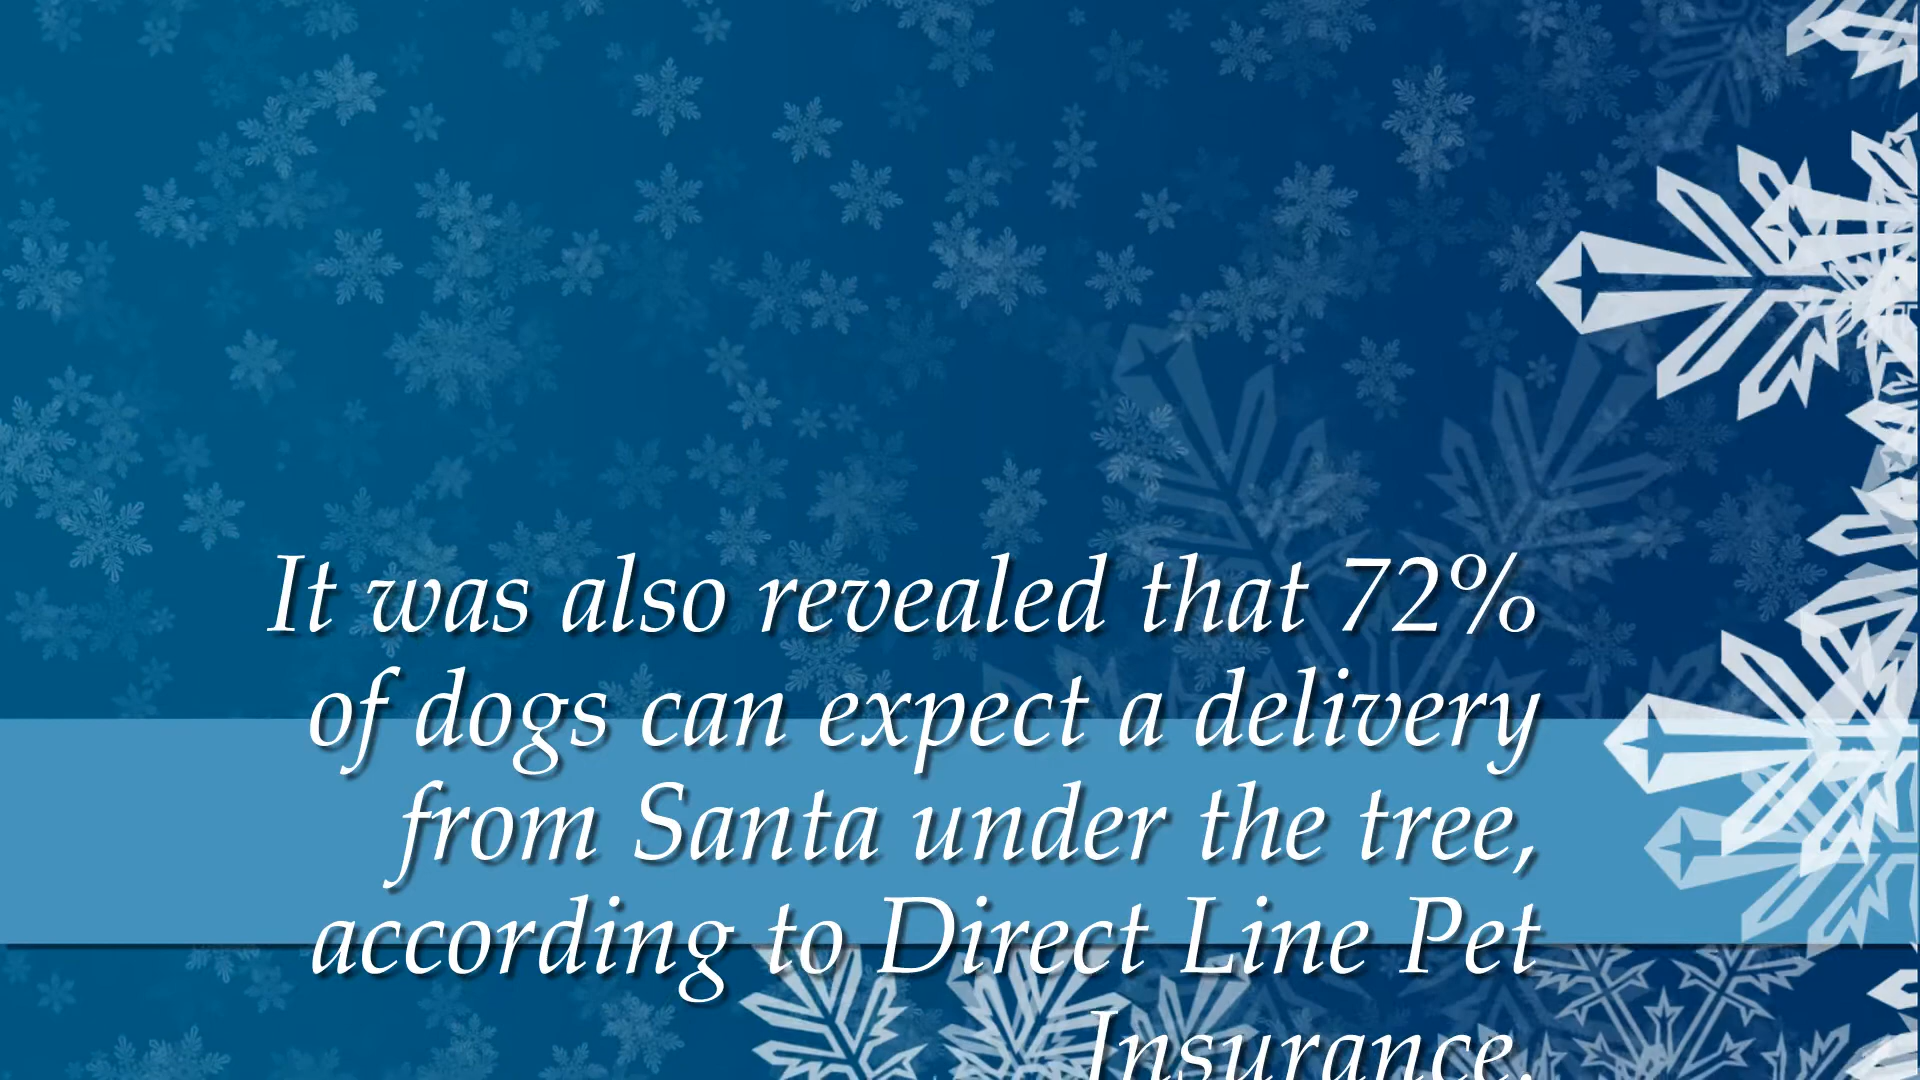 It was also revealed that 72%
of dogs can expect a delivery
from Santa under the tree,
according to Direct Line Pet
Insurance.